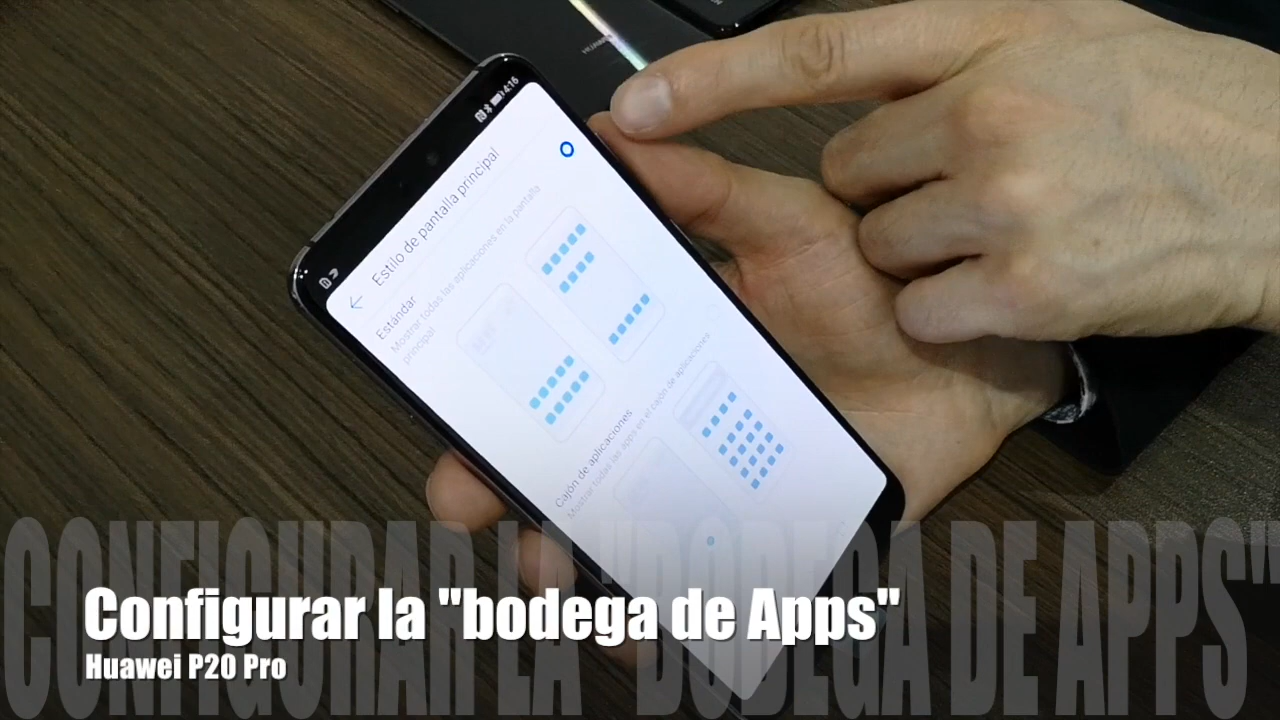 4:16
Estilo de pantalla principal
Estándar
Mostrar todas las aplicaciones en la pantalla
principal
Cajón de aplicaciones
Mostrar todas las apps en el cajón de aplicaciones
CONFIGURAR LA "BODEGA DE APPS"
Configurar la "bodega de Apps"
Huawei P20 Pro